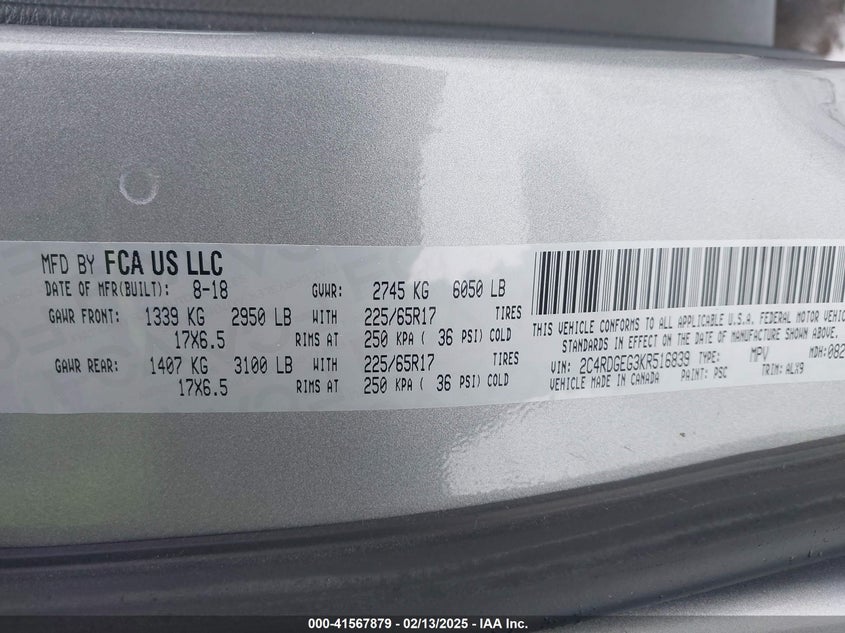 MFD BY FCA US LLC
DATE OF MFR(BUILT): 8-18 GVWR: 2745 KG 6050 LB
GAWR FRONT: 1339 KG 2950 LB WITH 225/65R17 TIRES
17X6.5 RIMS AT 250 KPA ( 36 PSI) COLD
GAWR REAR: 1407 KG 3100 LB WITH 225/65R17 TIRES
17X6.5 RIMS AT 250 KPA ( 36 PSI) COLD
THIS VEHICLE CONFORMS TO ALL APPLICABLE U.S.A. FEDERAL MOTOR VEHICLE
STANDARDS IN EFFECT ON THE DATE OF MANUFACTURE SHOWN ABOVE.
VIN: 2C4RDGEG3KR516839 TYPE: MPV MDH:082
VEHICLE MADE IN CANADA PAINT: PSC TRIM:ALX9
000-41567879 - 02/13/2025 - IAA Inc.